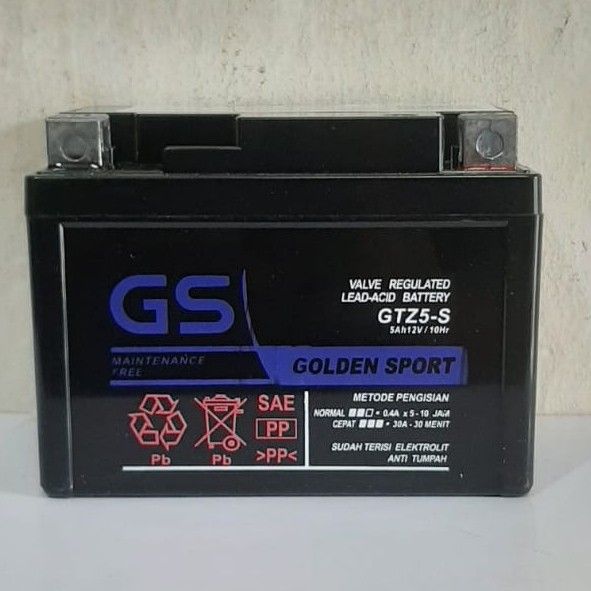 GS
VALVE REGULATED
LEAD-ACID BATTERY
GTZ5-S
5Ah12V / 10Hr
MAINTENANCE
FREE
GOLDEN SPORT
METODE PENGISIAN
NORMAL ■■□ • 0.4A x 5 - 10 JAM
CEPAT ■■■ • 30A - 30 MENIT
SUDAH TERISI ELEKTROLIT
ANTI TUMPAH
SAE
PP
>PP<
Pb
Pb